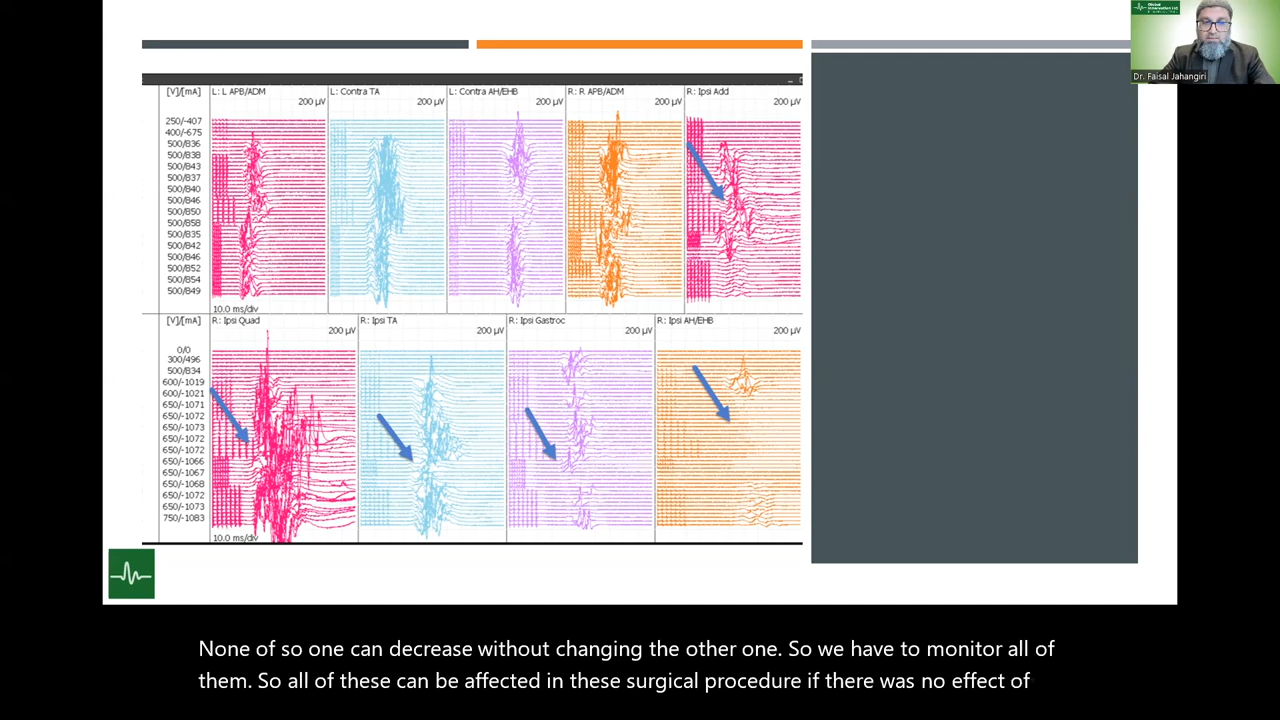 Dr. Faisal Jahangiri
[V]/[mA]
L: L APB/ADM
200 µV
L: Contra TA
200 µV
L: Contra AH/EHB
200 µV
R: R APB/ADM
200 µV
R: Ipsi Add
200 µV
250/-407
400/-675
500/836
500/838
500/843
500/837
500/840
500/846
500/850
500/858
500/835
500/842
500/846
500/852
500/854
500/849
10.0 ms/div
[V]/[mA]
R: Ipsi Quad
200 µV
R: Ipsi TA
200 µV
R: Ipsi Gastroc
200 µV
R: Ipsi AH/EHB
200 µV
0/0
300/496
500/834
600/-1019
600/-1021
650/-1071
650/-1072
650/-1073
650/-1072
650/-1072
650/-1066
650/-1067
650/-1068
650/-1072
650/-1073
750/-1083
10.0 ms/div
None of so one can decrease without changing the other one. So we have to monitor all of
them. So all of these can be affected in these surgical procedure if there was no effect of